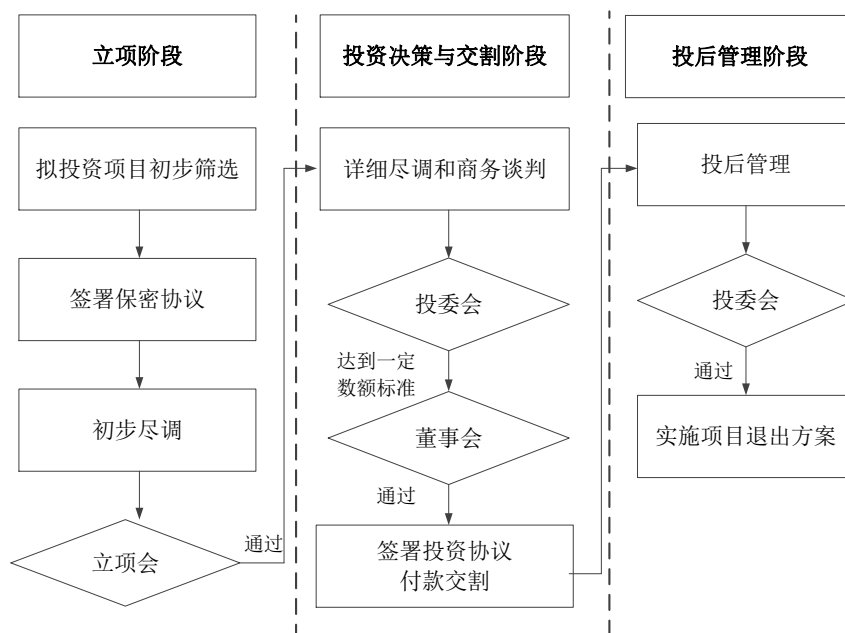 立项阶段
拟投资项目初步筛选
签署保密协议
初步尽调
立项会
通过
投资决策与交割阶段
详细尽调和商务谈判
投委会
达到一定
数额标准
董事会
通过
签署投资协议
付款交割
投后管理阶段
投后管理
投委会
通过
实施项目退出方案